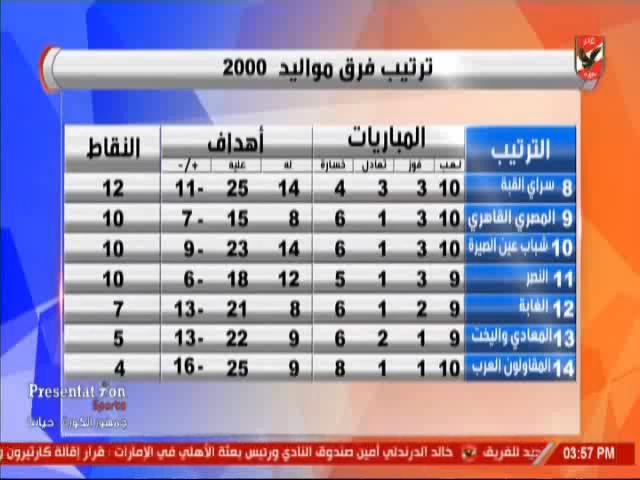 ترتيب فرق مواليد 2000
الترتيب المباريات أهداف النقاط
لعب فوز تعادل خسارة له عليه +/-
8 سراي القبة 10 3 3 4 14 25 11- 12
9 المصري القاهري 10 3 1 6 8 15 7- 10
10 شباب عين الصيرة 10 3 1 6 14 23 9- 10
11 النصر 9 3 1 5 12 18 6- 10
12 الغابة 9 2 1 6 8 21 13- 7
13 المعادي واليخت 9 1 2 6 9 22 13- 5
14 المقاولون العرب 10 1 1 8 9 25 16- 4
Presentation
Sports
جمهور الكورة حياتنا
03:57 PM جديد للفريق خالد الدرندلي أمين صندوق النادي ورئيس بعثة الأهلي في الإمارات : قرار إقالة كارتيرون و